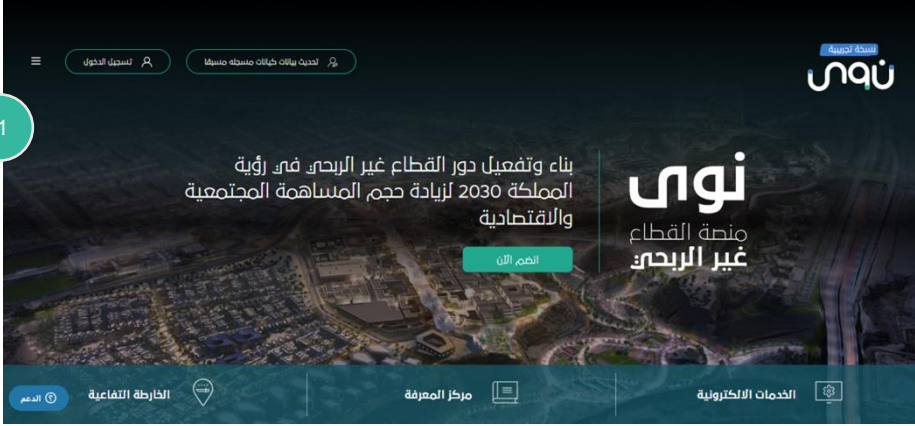 نسخة تجريبية
نوى
تحديث بيانات كيانات مسجله مسبقا
تسجيل الدخول
1
نوى
منصة القطاع
غير الربحي
بناء وتفعيل دور القطاع غير الربحي في رؤية
المملكة 2030 لزيادة حجم المساهمة المجتمعية
والاقتصادية
انضم الآن
الخدمات الالكترونية
مركز المعرفة
الخارطة التفاعية
الدعم